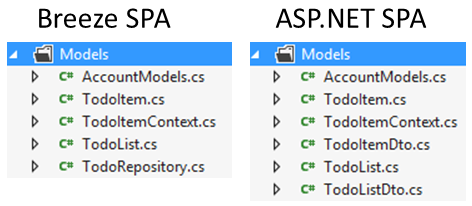 Breeze SPA
Models
C# AccountModels.cs
C# TodoItem.cs
C# TodoItemContext.cs
C# TodoList.cs
C# TodoRepository.cs
ASP.NET SPA
Models
C# AccountModels.cs
C# TodoItem.cs
C# TodoItemContext.cs
C# TodoItemDto.cs
C# TodoList.cs
C# TodoListDto.cs